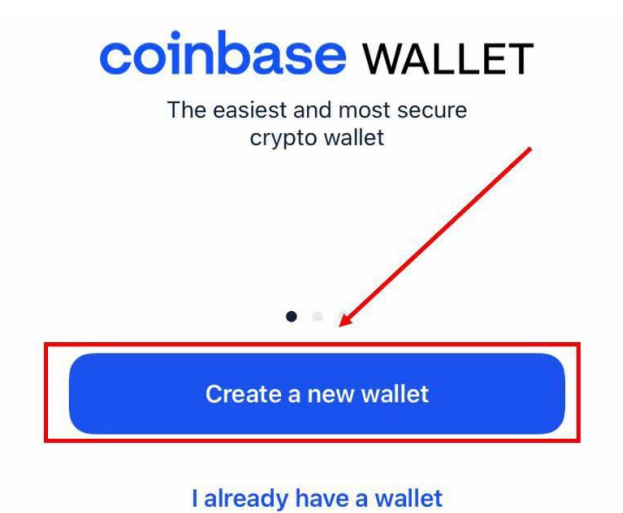 coinbase WALLET
The easiest and most secure
crypto wallet
Create a new wallet
I already have a wallet